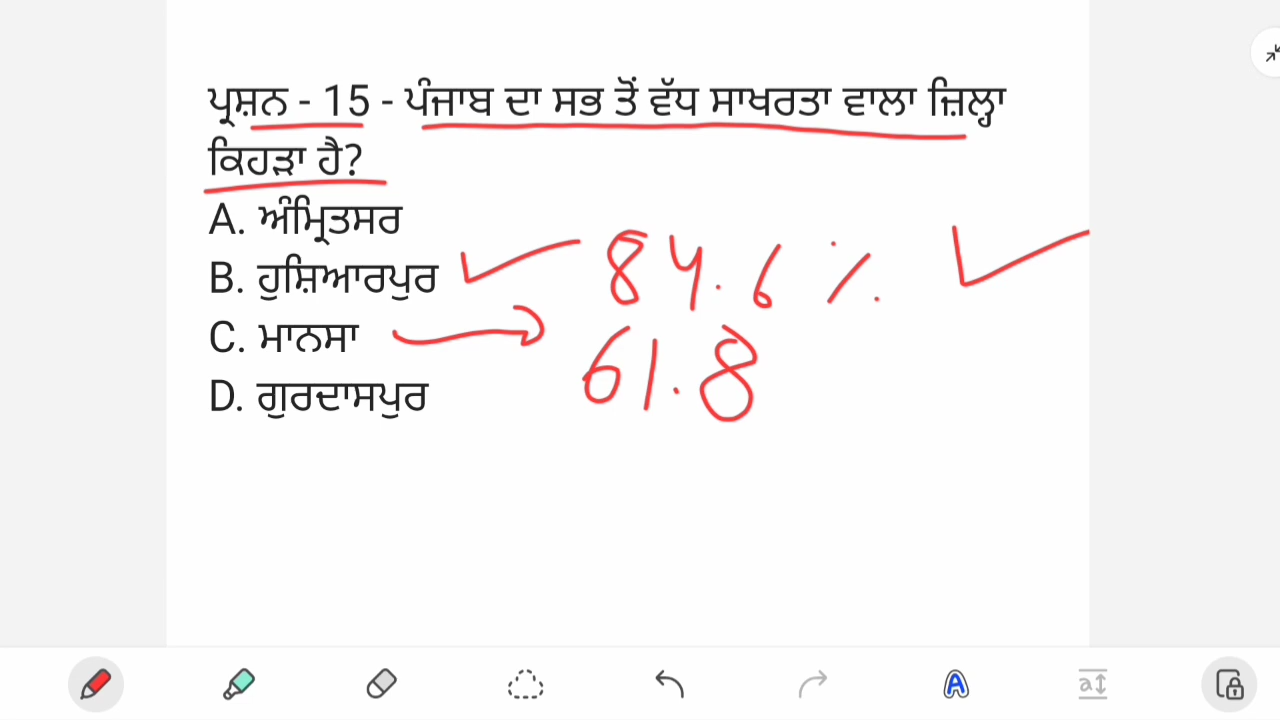 ਪ੍ਰਸ਼ਨ - 15 - ਪੰਜਾਬ ਦਾ ਸਭ ਤੋਂ ਵੱਧ ਸਾਖਰਤਾ ਵਾਲਾ ਜ਼ਿਲ੍ਹਾ
ਕਿਹੜਾ ਹੈ?
A. ਅੰਮ੍ਰਿਤਸਰ
B. ਹੁਸ਼ਿਆਰਪੁਰ 84.6 %
C. ਮਾਨਸਾ 61.8
D. ਗੁਰਦਾਸਪੁਰ
A a